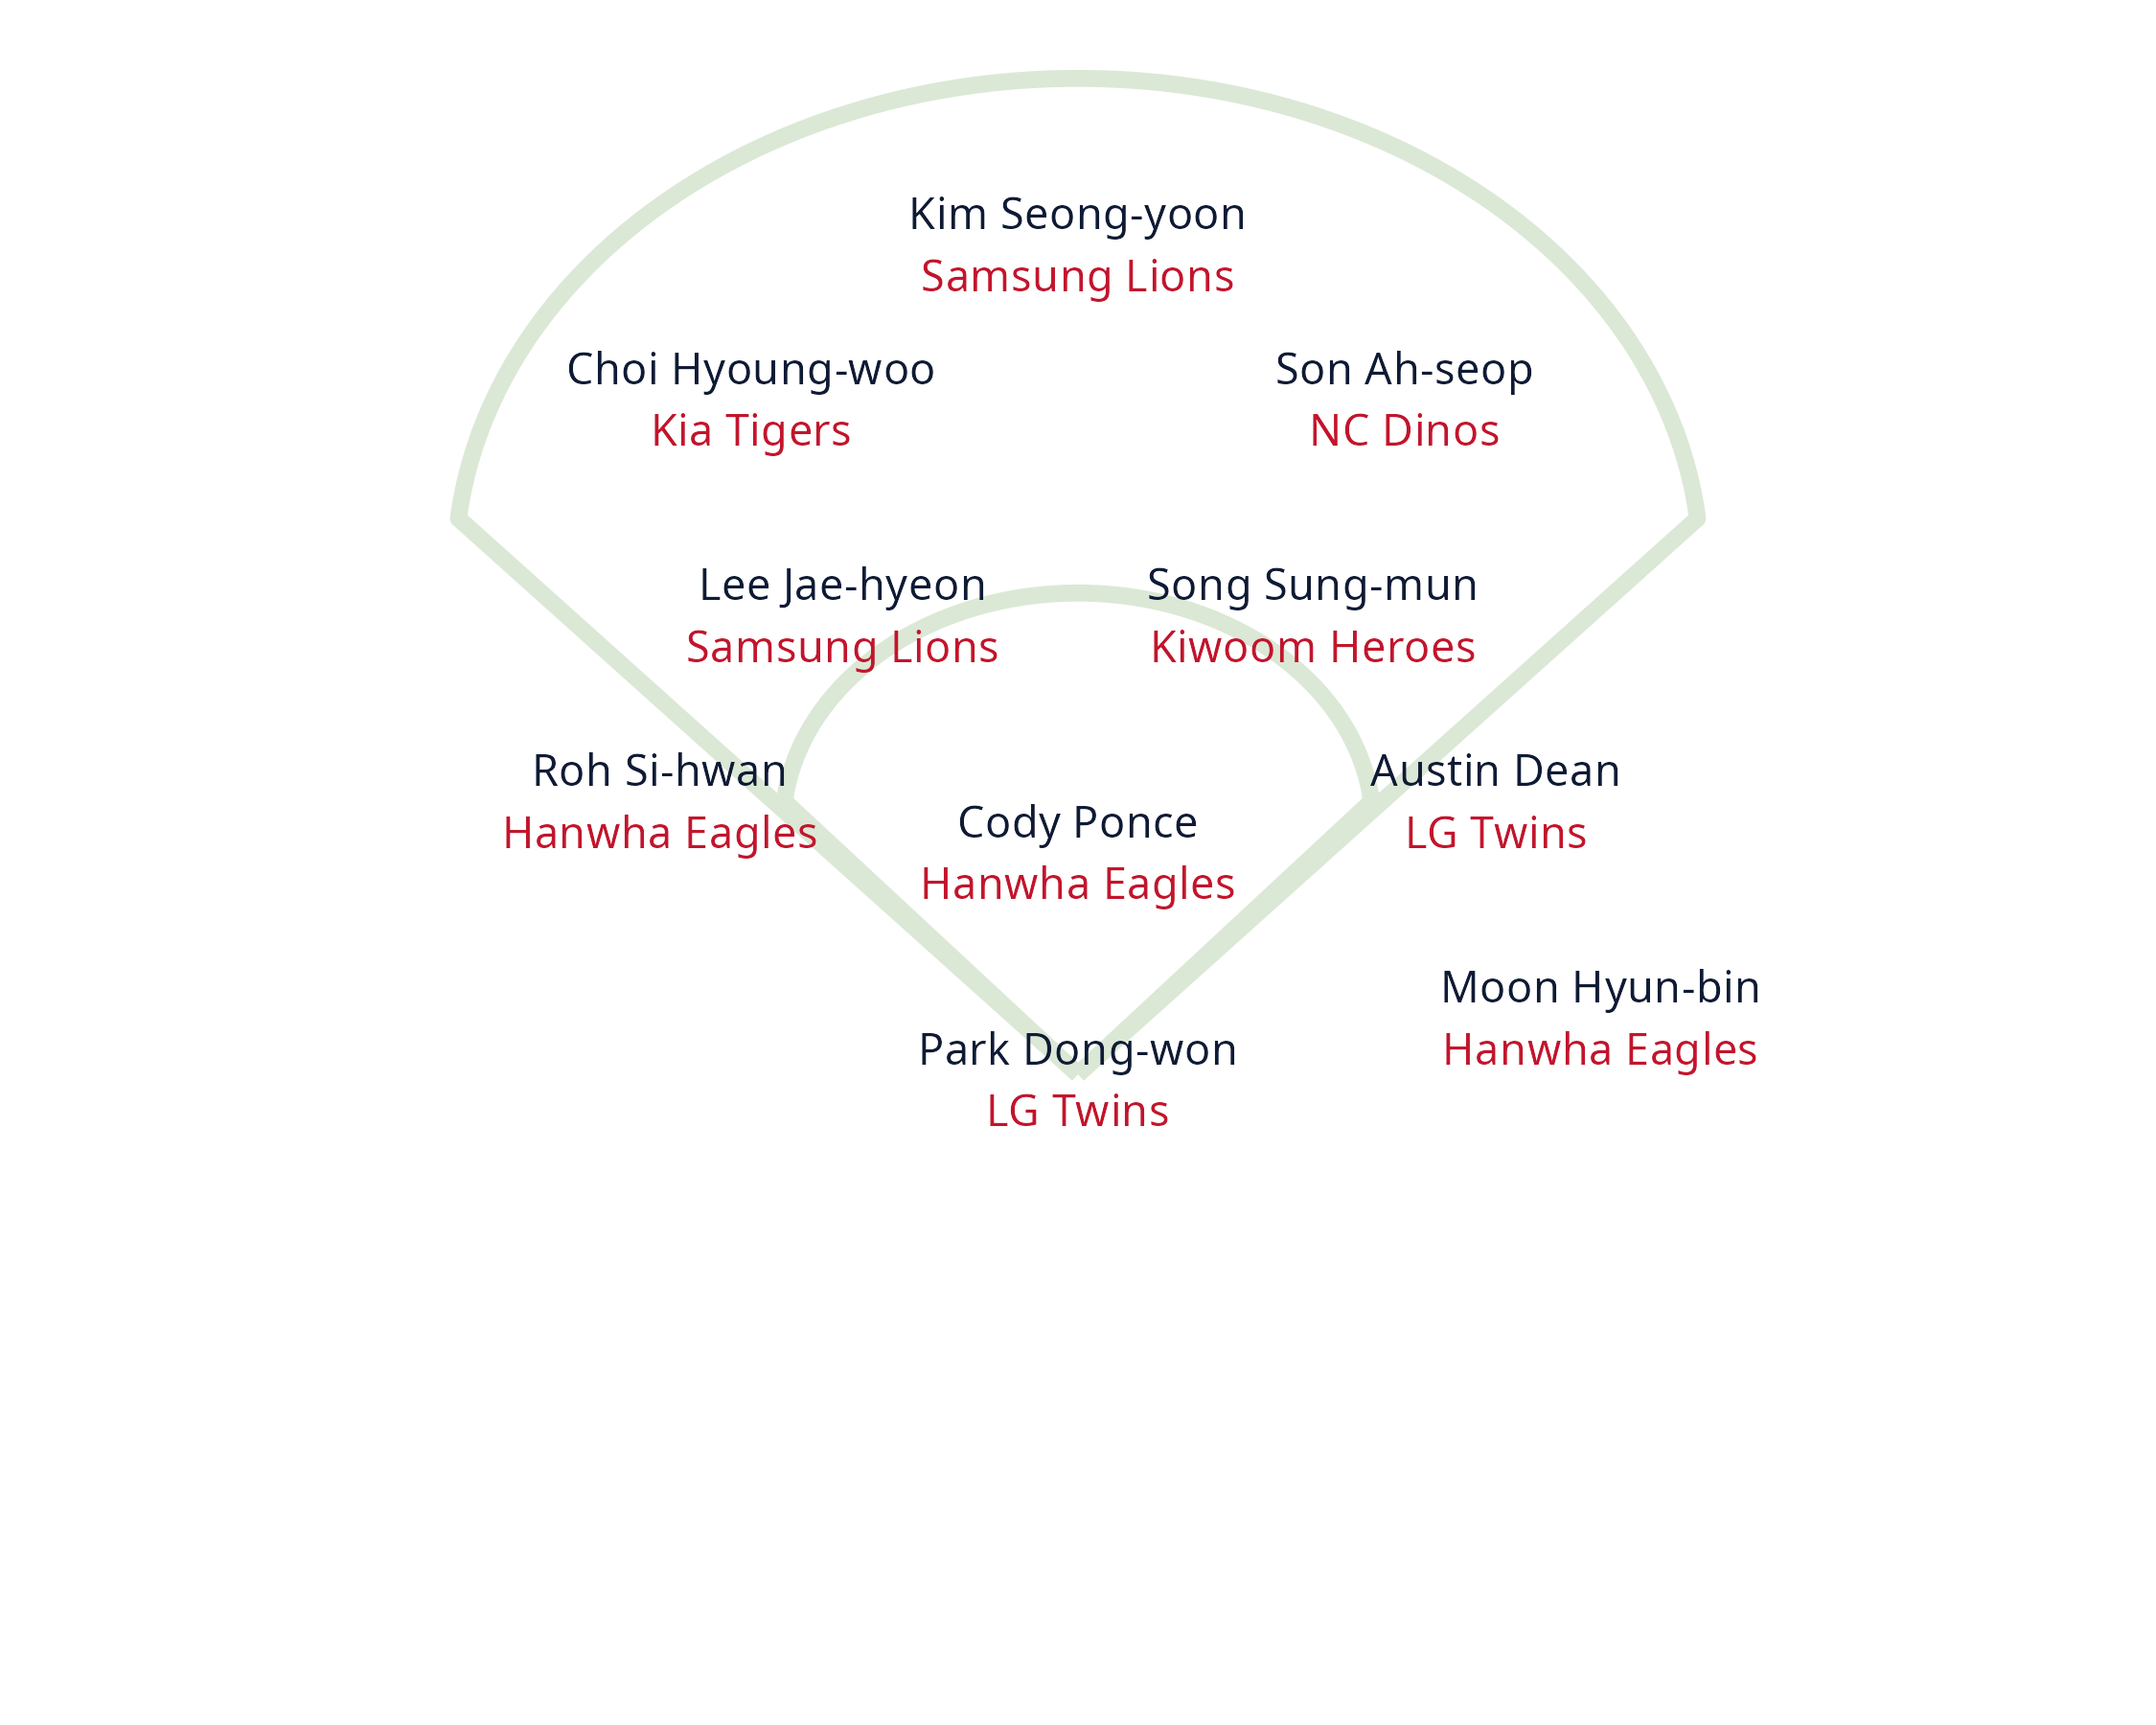 Kim Seong-yoon
Samsung Lions
Choi Hyoung-woo
Kia Tigers
Son Ah-seop
NC Dinos
Lee Jae-hyeon
Samsung Lions
Song Sung-mun
Kiwoom Heroes
Roh Si-hwan
Hanwha Eagles
Cody Ponce
Hanwha Eagles
Austin Dean
LG Twins
Park Dong-won
LG Twins
Moon Hyun-bin
Hanwha Eagles